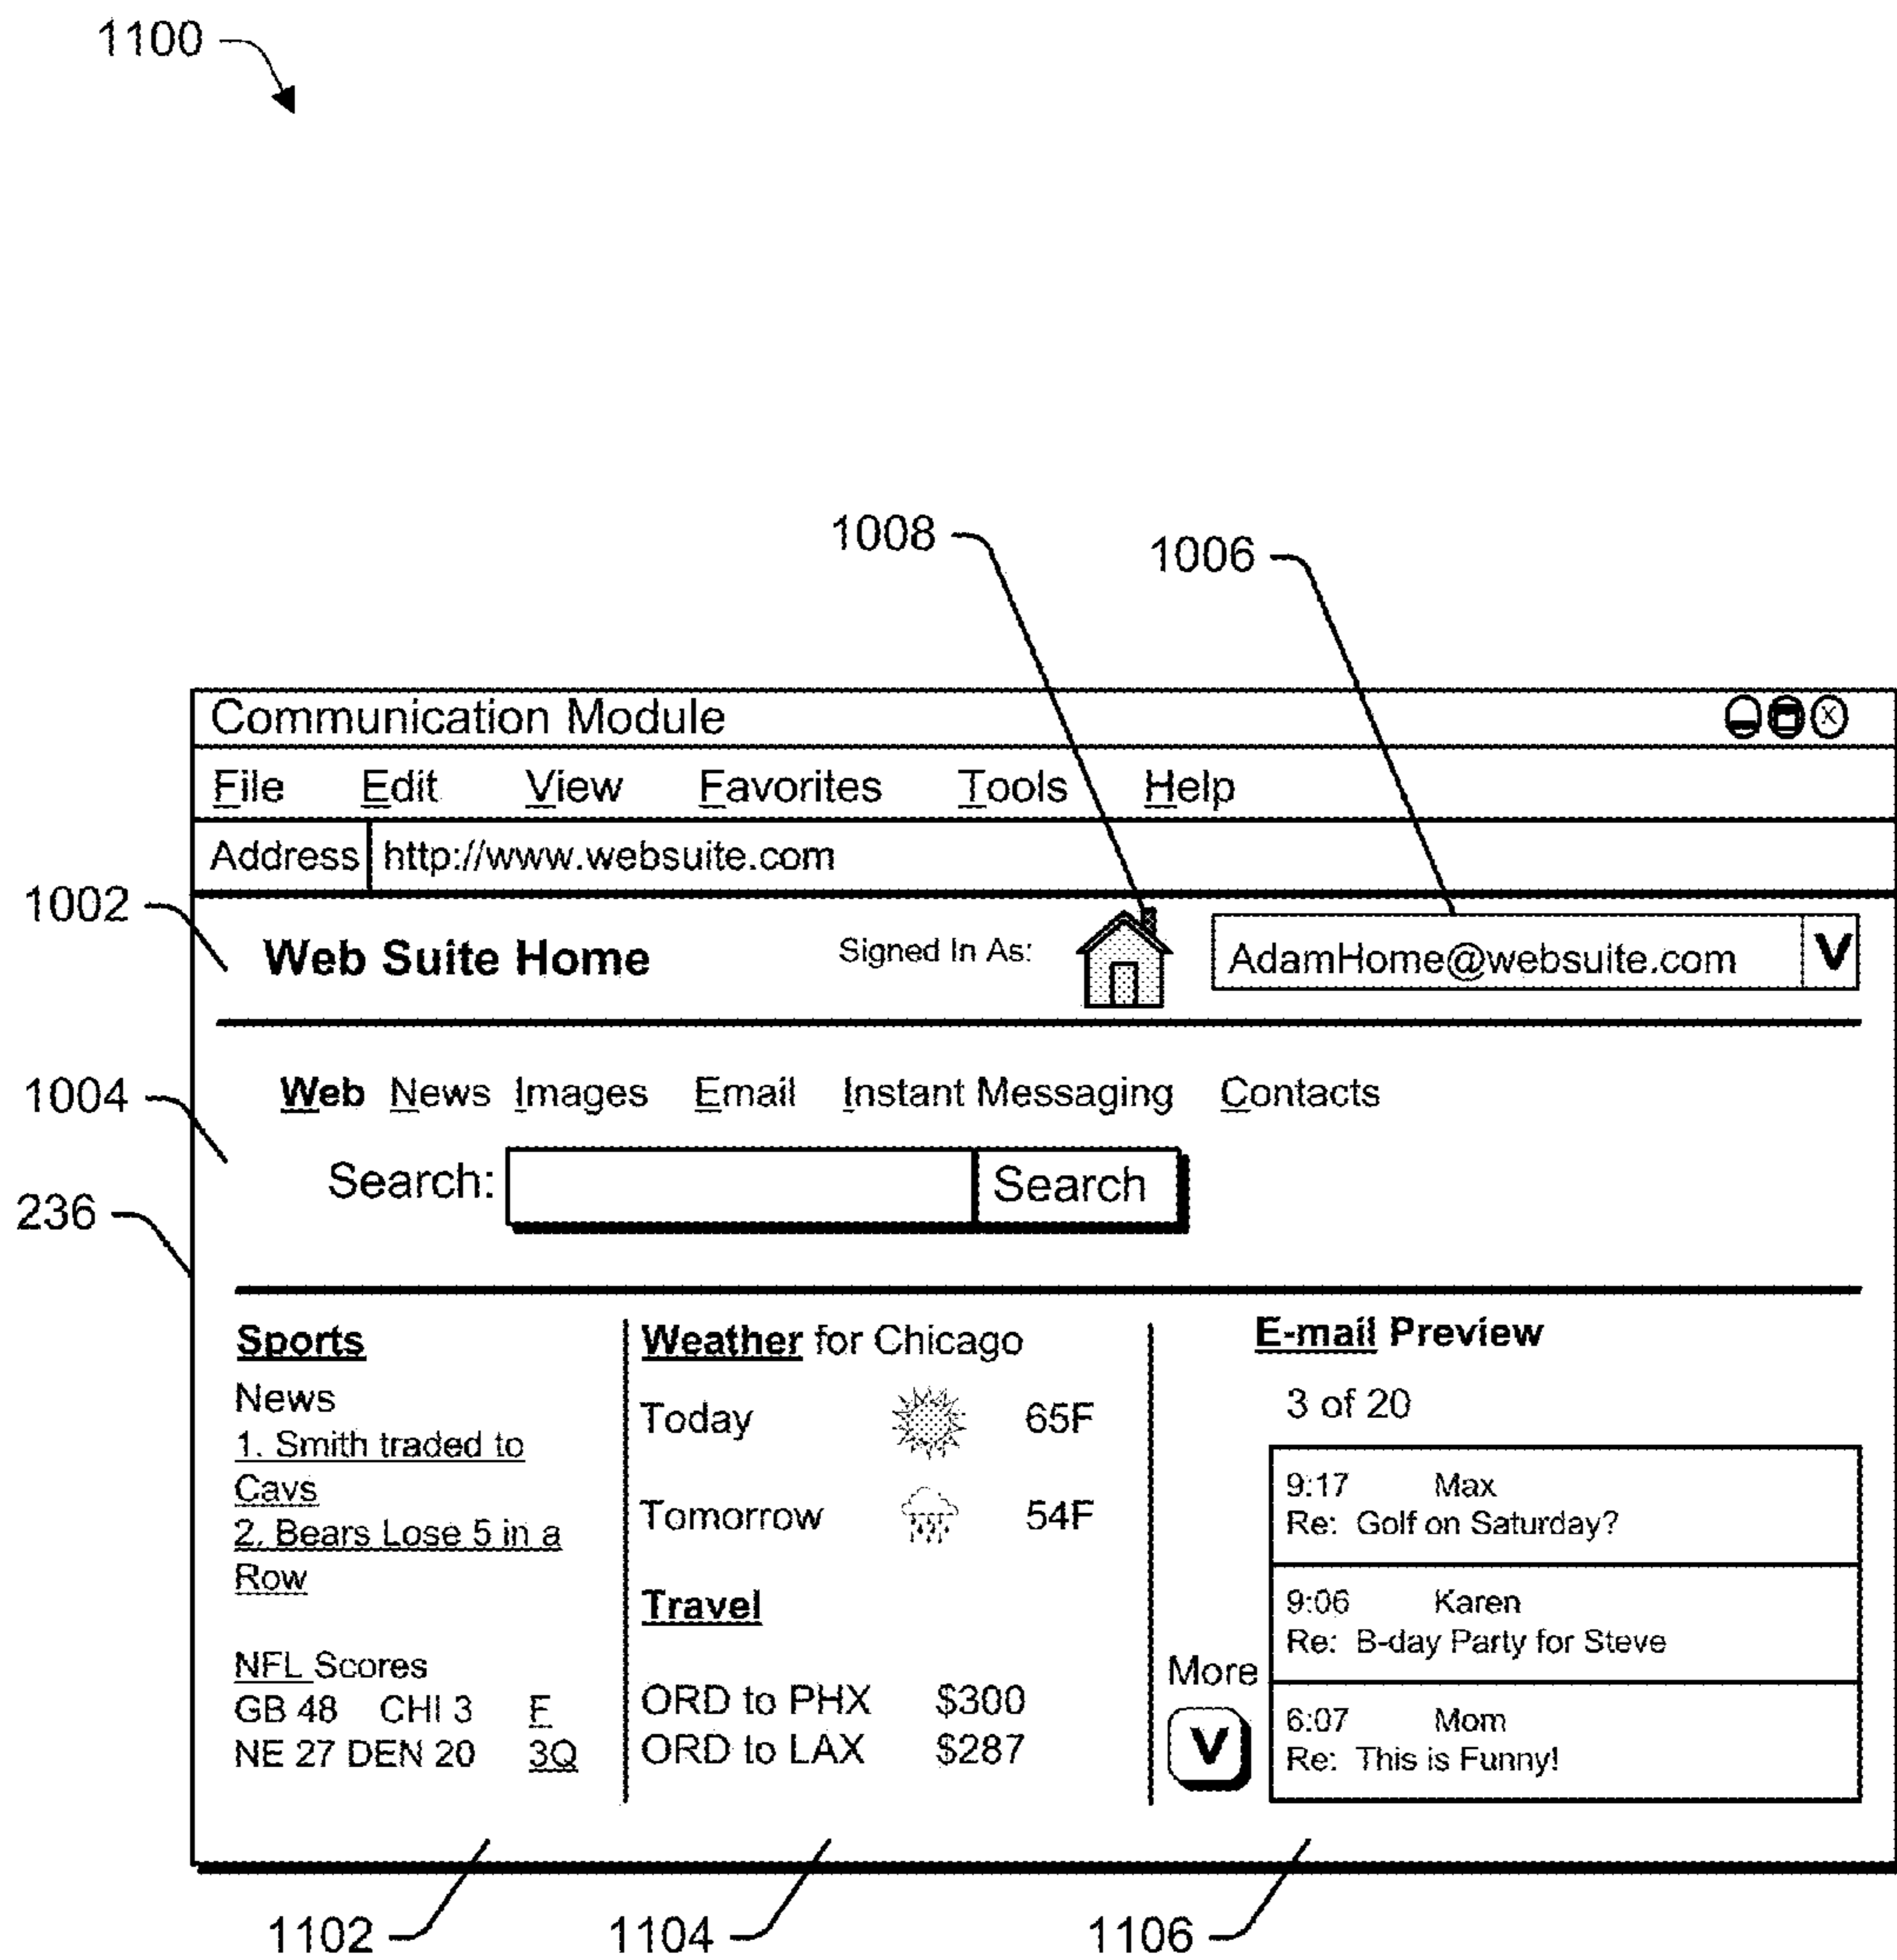 1100
1008
1006
Communication Module
File Edit View Favorites Tools Help
Address http://www.websuite.com
1002
Web Suite Home Signed In As: AdamHome@websuite.com V
1004
Web News Images Email Instant Messaging Contacts
Search: Search
236
Sports
News
1. Smith traded to
Cavs
2. Bears Lose 5 in a
Row
NFL Scores
GB 48 CHI 3 F
NE 27 DEN 20 3Q
Weather for Chicago
Today 65F
Tomorrow 54F
Travel
ORD to PHX $300
ORD to LAX $287
E-mail Preview
3 of 20
9:17 Max
Re: Golf on Saturday?
9:06 Karen
Re: B-day Party for Steve
6:07 Mom
Re: This is Funny!
More
V
1102
1104
1106